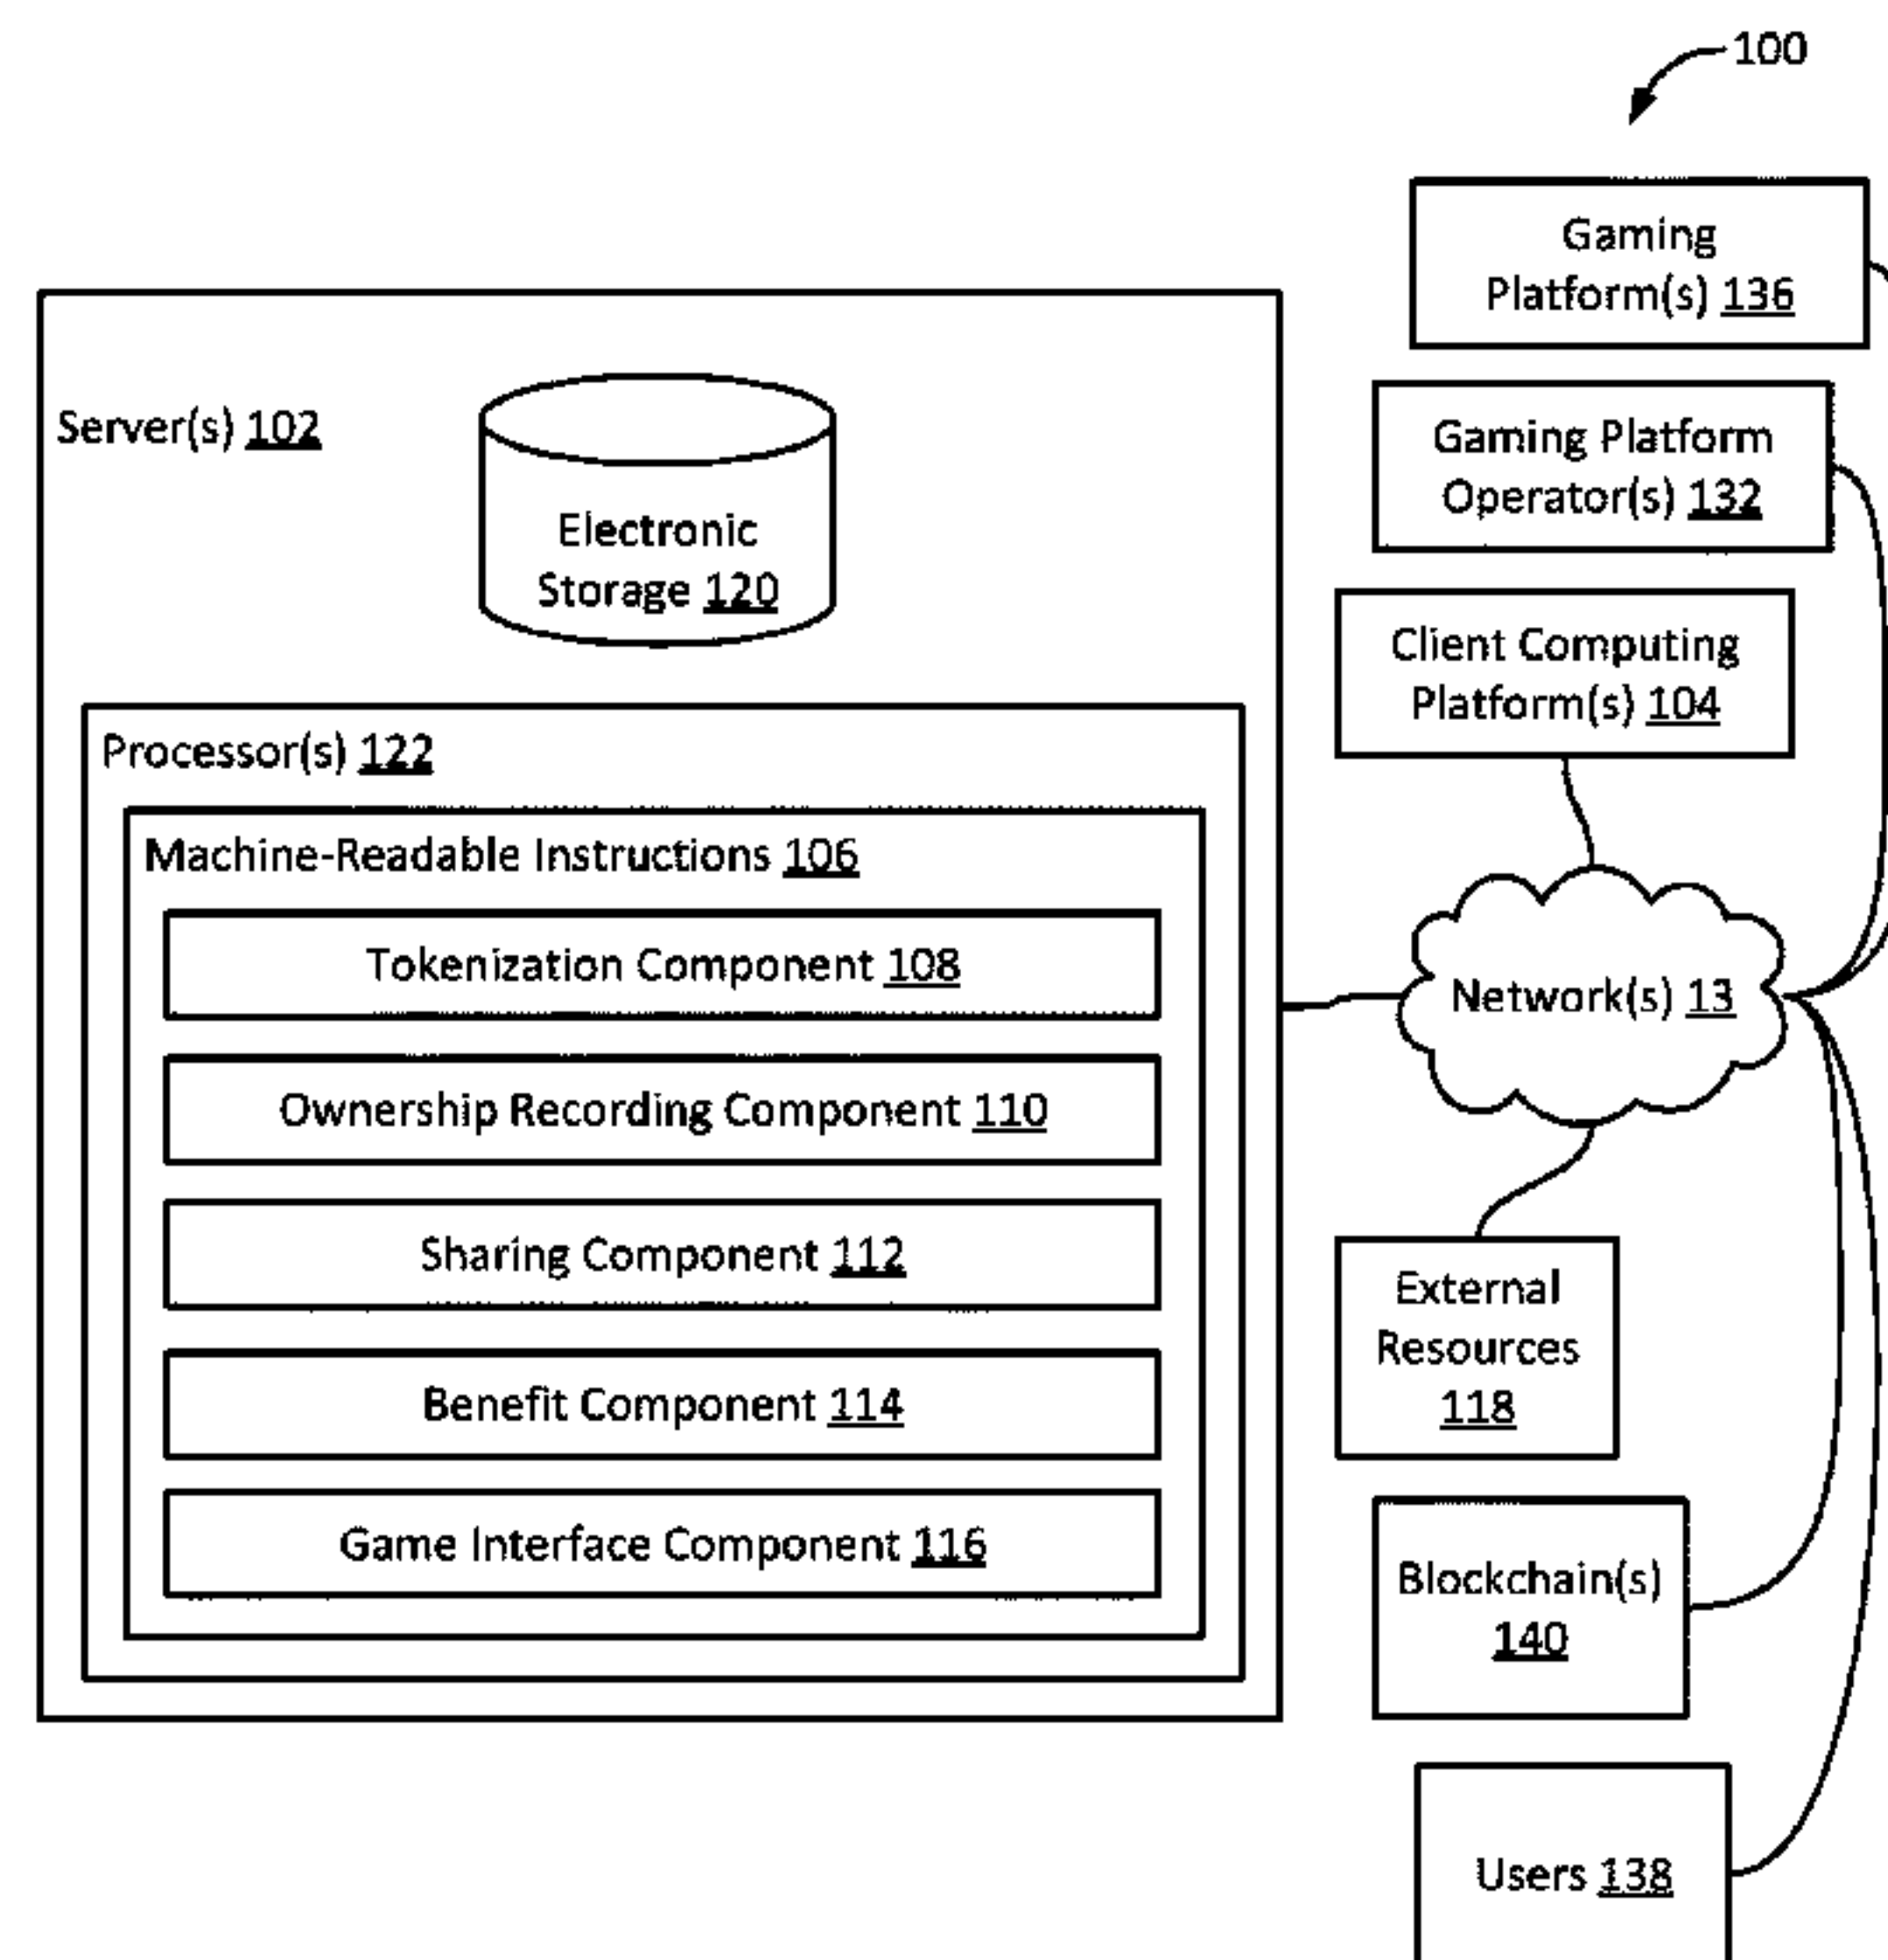 100
Gaming
Platform(s) 136
Gaming Platform
Operator(s) 132
Client Computing
Platform(s) 104
Server(s) 102
Electronic
Storage 120
Processor(s) 122
Machine-Readable Instructions 106
Tokenization Component 108
Ownership Recording Component 110
Sharing Component 112
Benefit Component 114
Game Interface Component 116
Network(s) 13
External
Resources
118
Blockchain(s)
140
Users 138